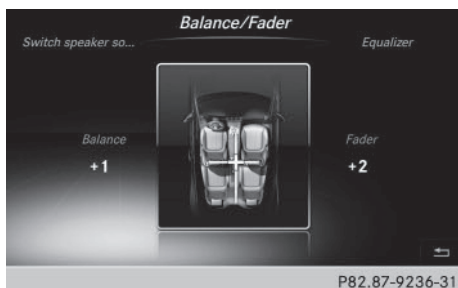 Balance/Fader
Switch speaker so...
Equalizer
Balance
Fader
+1
+2
P82.87-9236-31